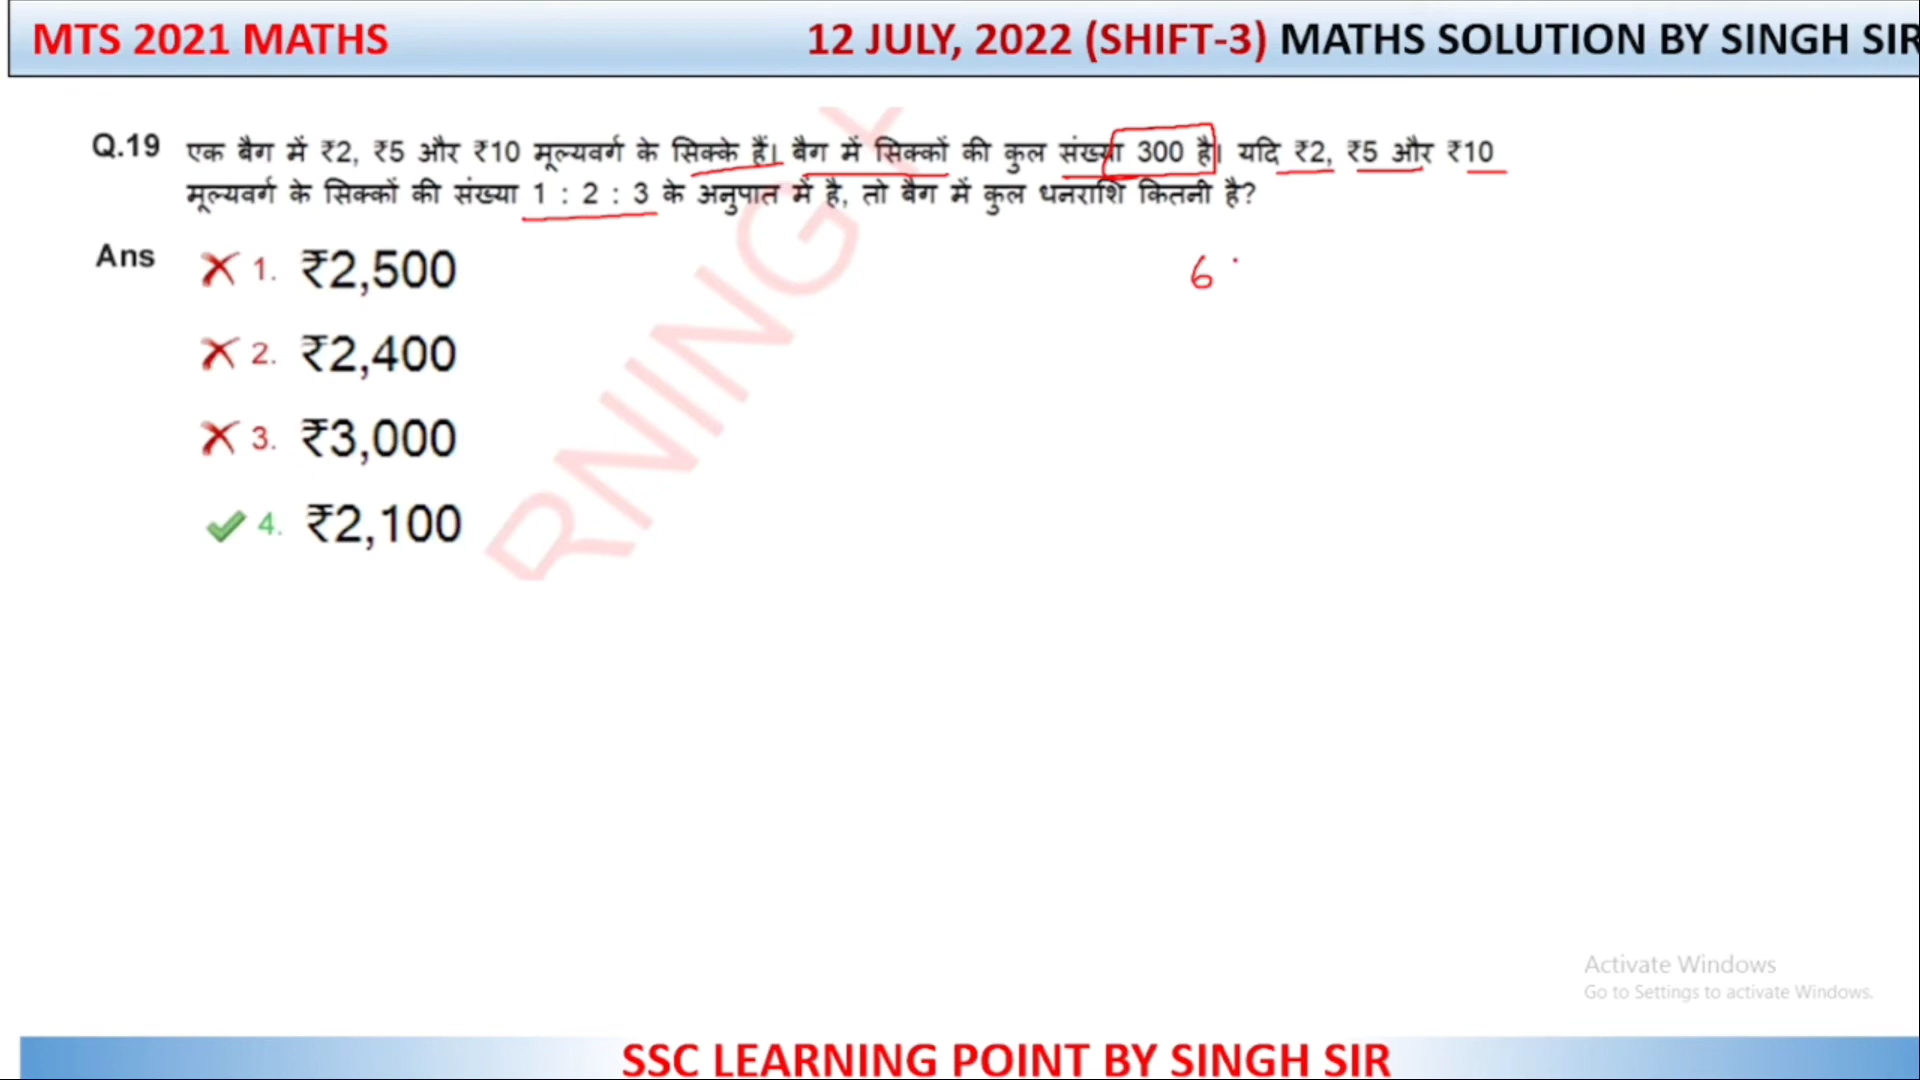 MTS 2021 MATHS
12 JULY, 2022 (SHIFT-3) MATHS SOLUTION BY SINGH SIR
Q.19 एक बैग में ₹2, ₹5 और ₹10 मूल्यवर्ग के सिक्के हैं। बैग में सिक्कों की कुल संख्या 300 है। यदि ₹2, ₹5 और ₹10
मूल्यवर्ग के सिक्कों की संख्या 1 : 2 : 3 के अनुपात में है, तो बैग में कुल धनराशि कितनी है?
6
Ans 1. ₹2,500
2. ₹2,400
3. ₹3,000
4. ₹2,100
RNING
Activate Windows
Go to Settings to activate Windows.
SSC LEARNING POINT BY SINGH SIR